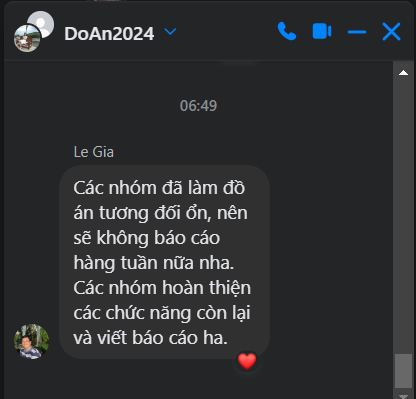 DoAn2024
06:49
Le Gia
Các nhóm đã làm đồ
án tương đối ổn, nên
sẽ không báo cáo
hàng tuần nữa nha.
Các nhóm hoàn thiện
các chức năng còn lại
và viết báo cáo ha.